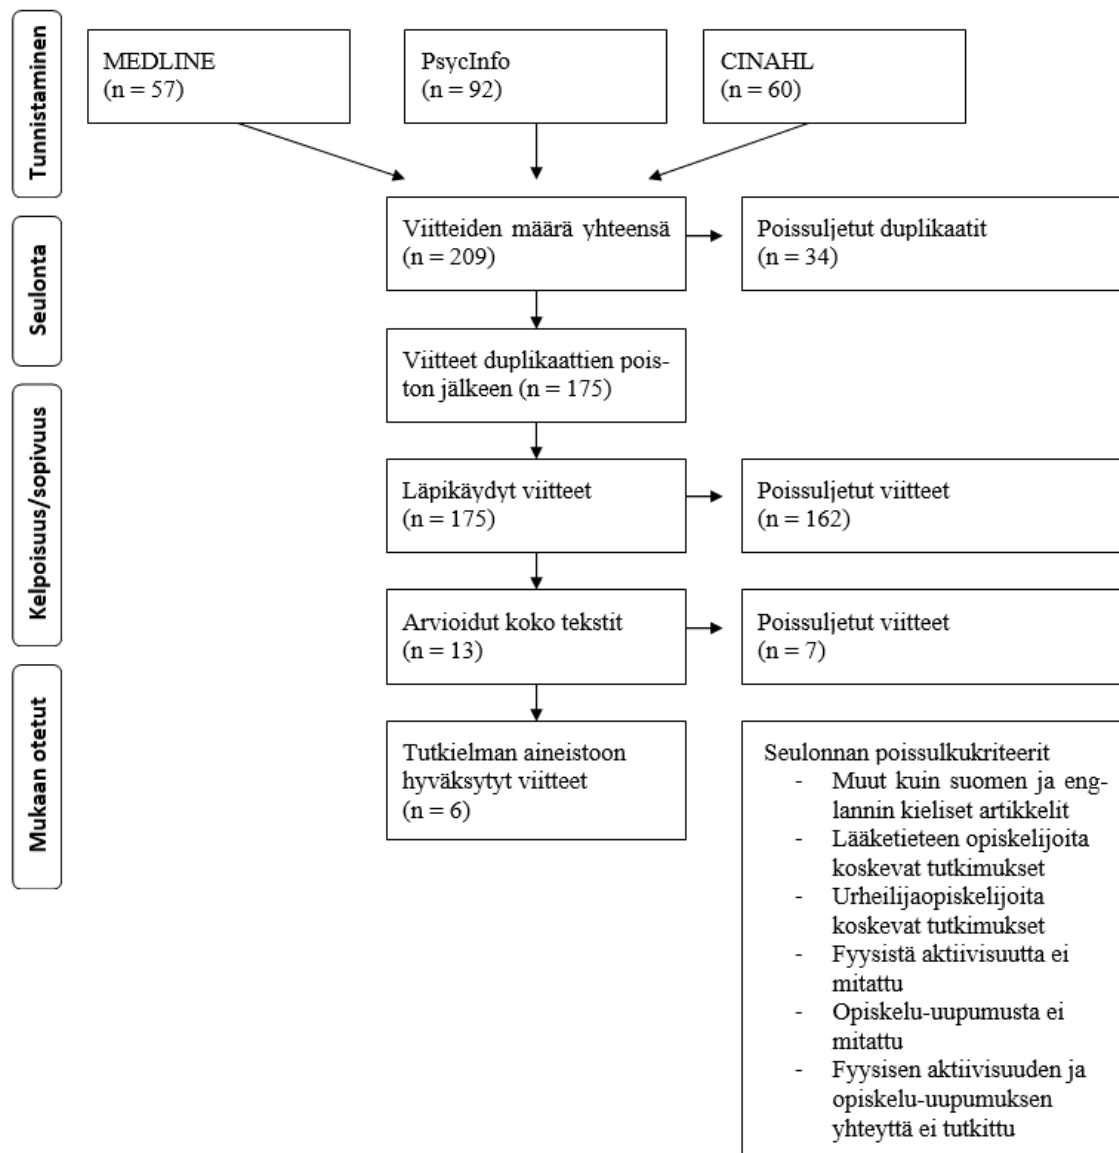 Tunnistaminen
MEDLINE
(n = 57)
PsycInfo
(n = 92)
CINAHL
(n = 60)
Seulonta
Viitteiden määrä yhteensä
(n = 209)
Poissuljetut duplikaatit
(n = 34)
Viitteet duplikaattien pois-
ton jälkeen (n = 175)
Kelpoisuus/sopivuus
Läpikäydyt viitteet
(n = 175)
Poissuljetut viitteet
(n = 162)
Arvioidut koko tekstit
(n = 13)
Poissuljetut viitteet
(n = 7)
Mukaan otetut
Tutkielman aineistoon
hyväksytyt viitteet
(n = 6)
Seulonnan poissulkukriteerit
- Muut kuin suomen ja eng-
lannin kieliset artikkelit
- Lääketieteen opiskelijoita
koskevat tutkimukset
- Urheilijaopiskelijoita
koskevat tutkimukset
- Fyysistä aktiivisuutta ei
mitattu
- Opiskelu-uupumusta ei
mitattu
- Fyysisen aktiivisuuden ja
opiskelu-uupumuksen
yhteyttä ei tutkittu